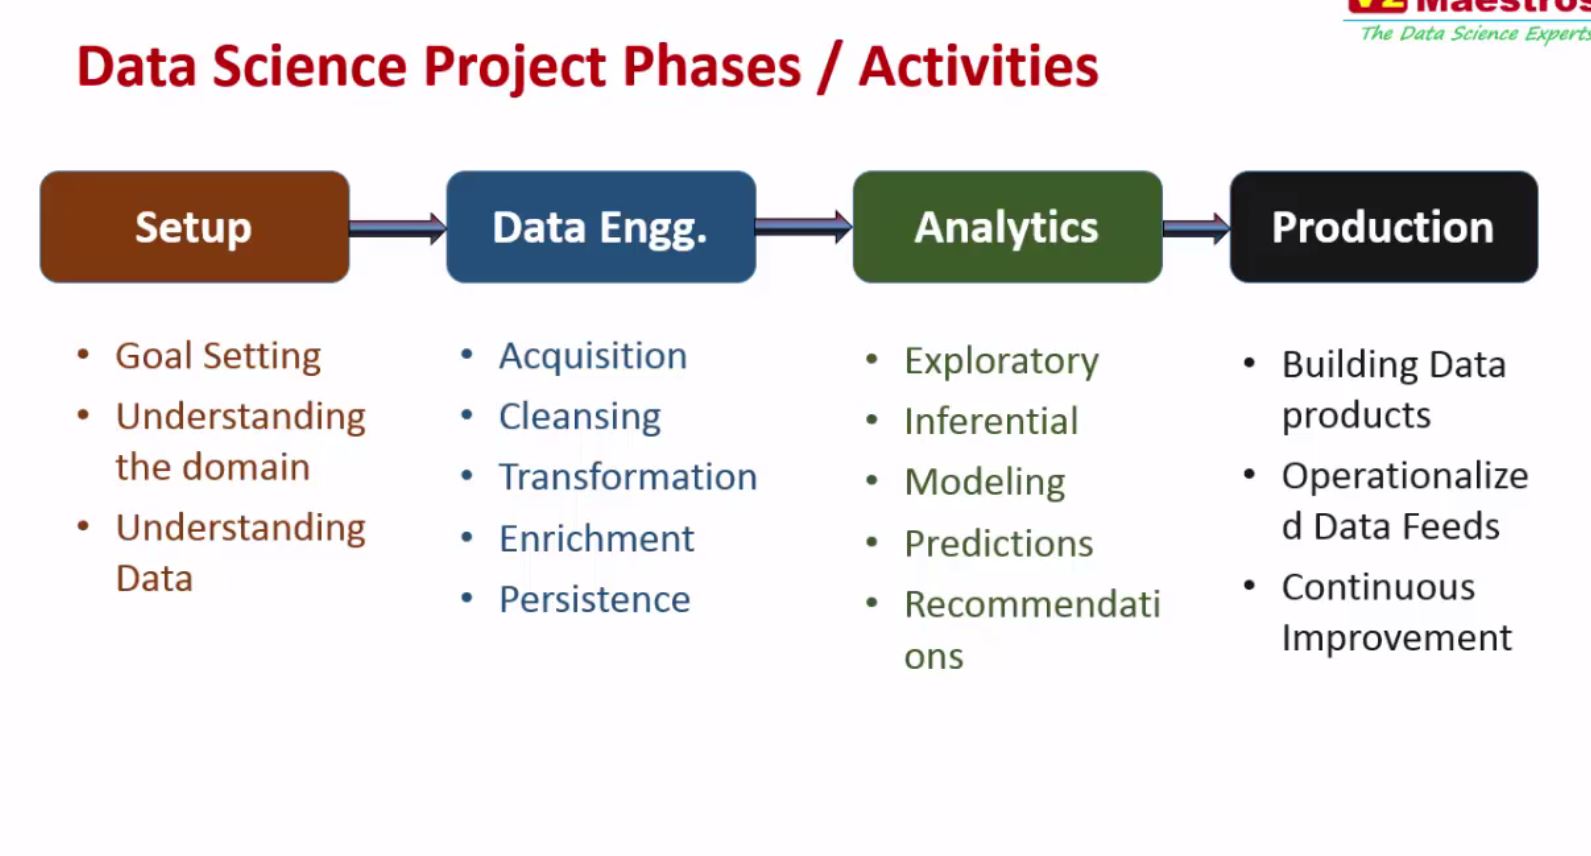 Maestros
The Data Science Experts
Data Science Project Phases / Activities
Setup
Data Engg.
Analytics
Production
• Goal Setting
• Understanding
the domain
• Understanding
Data
• Acquisition
• Cleansing
• Transformation
• Enrichment
• Persistence
• Exploratory
• Inferential
• Modeling
• Predictions
• Recommendati
ons
• Building Data
products
• Operationalize
d Data Feeds
• Continuous
Improvement